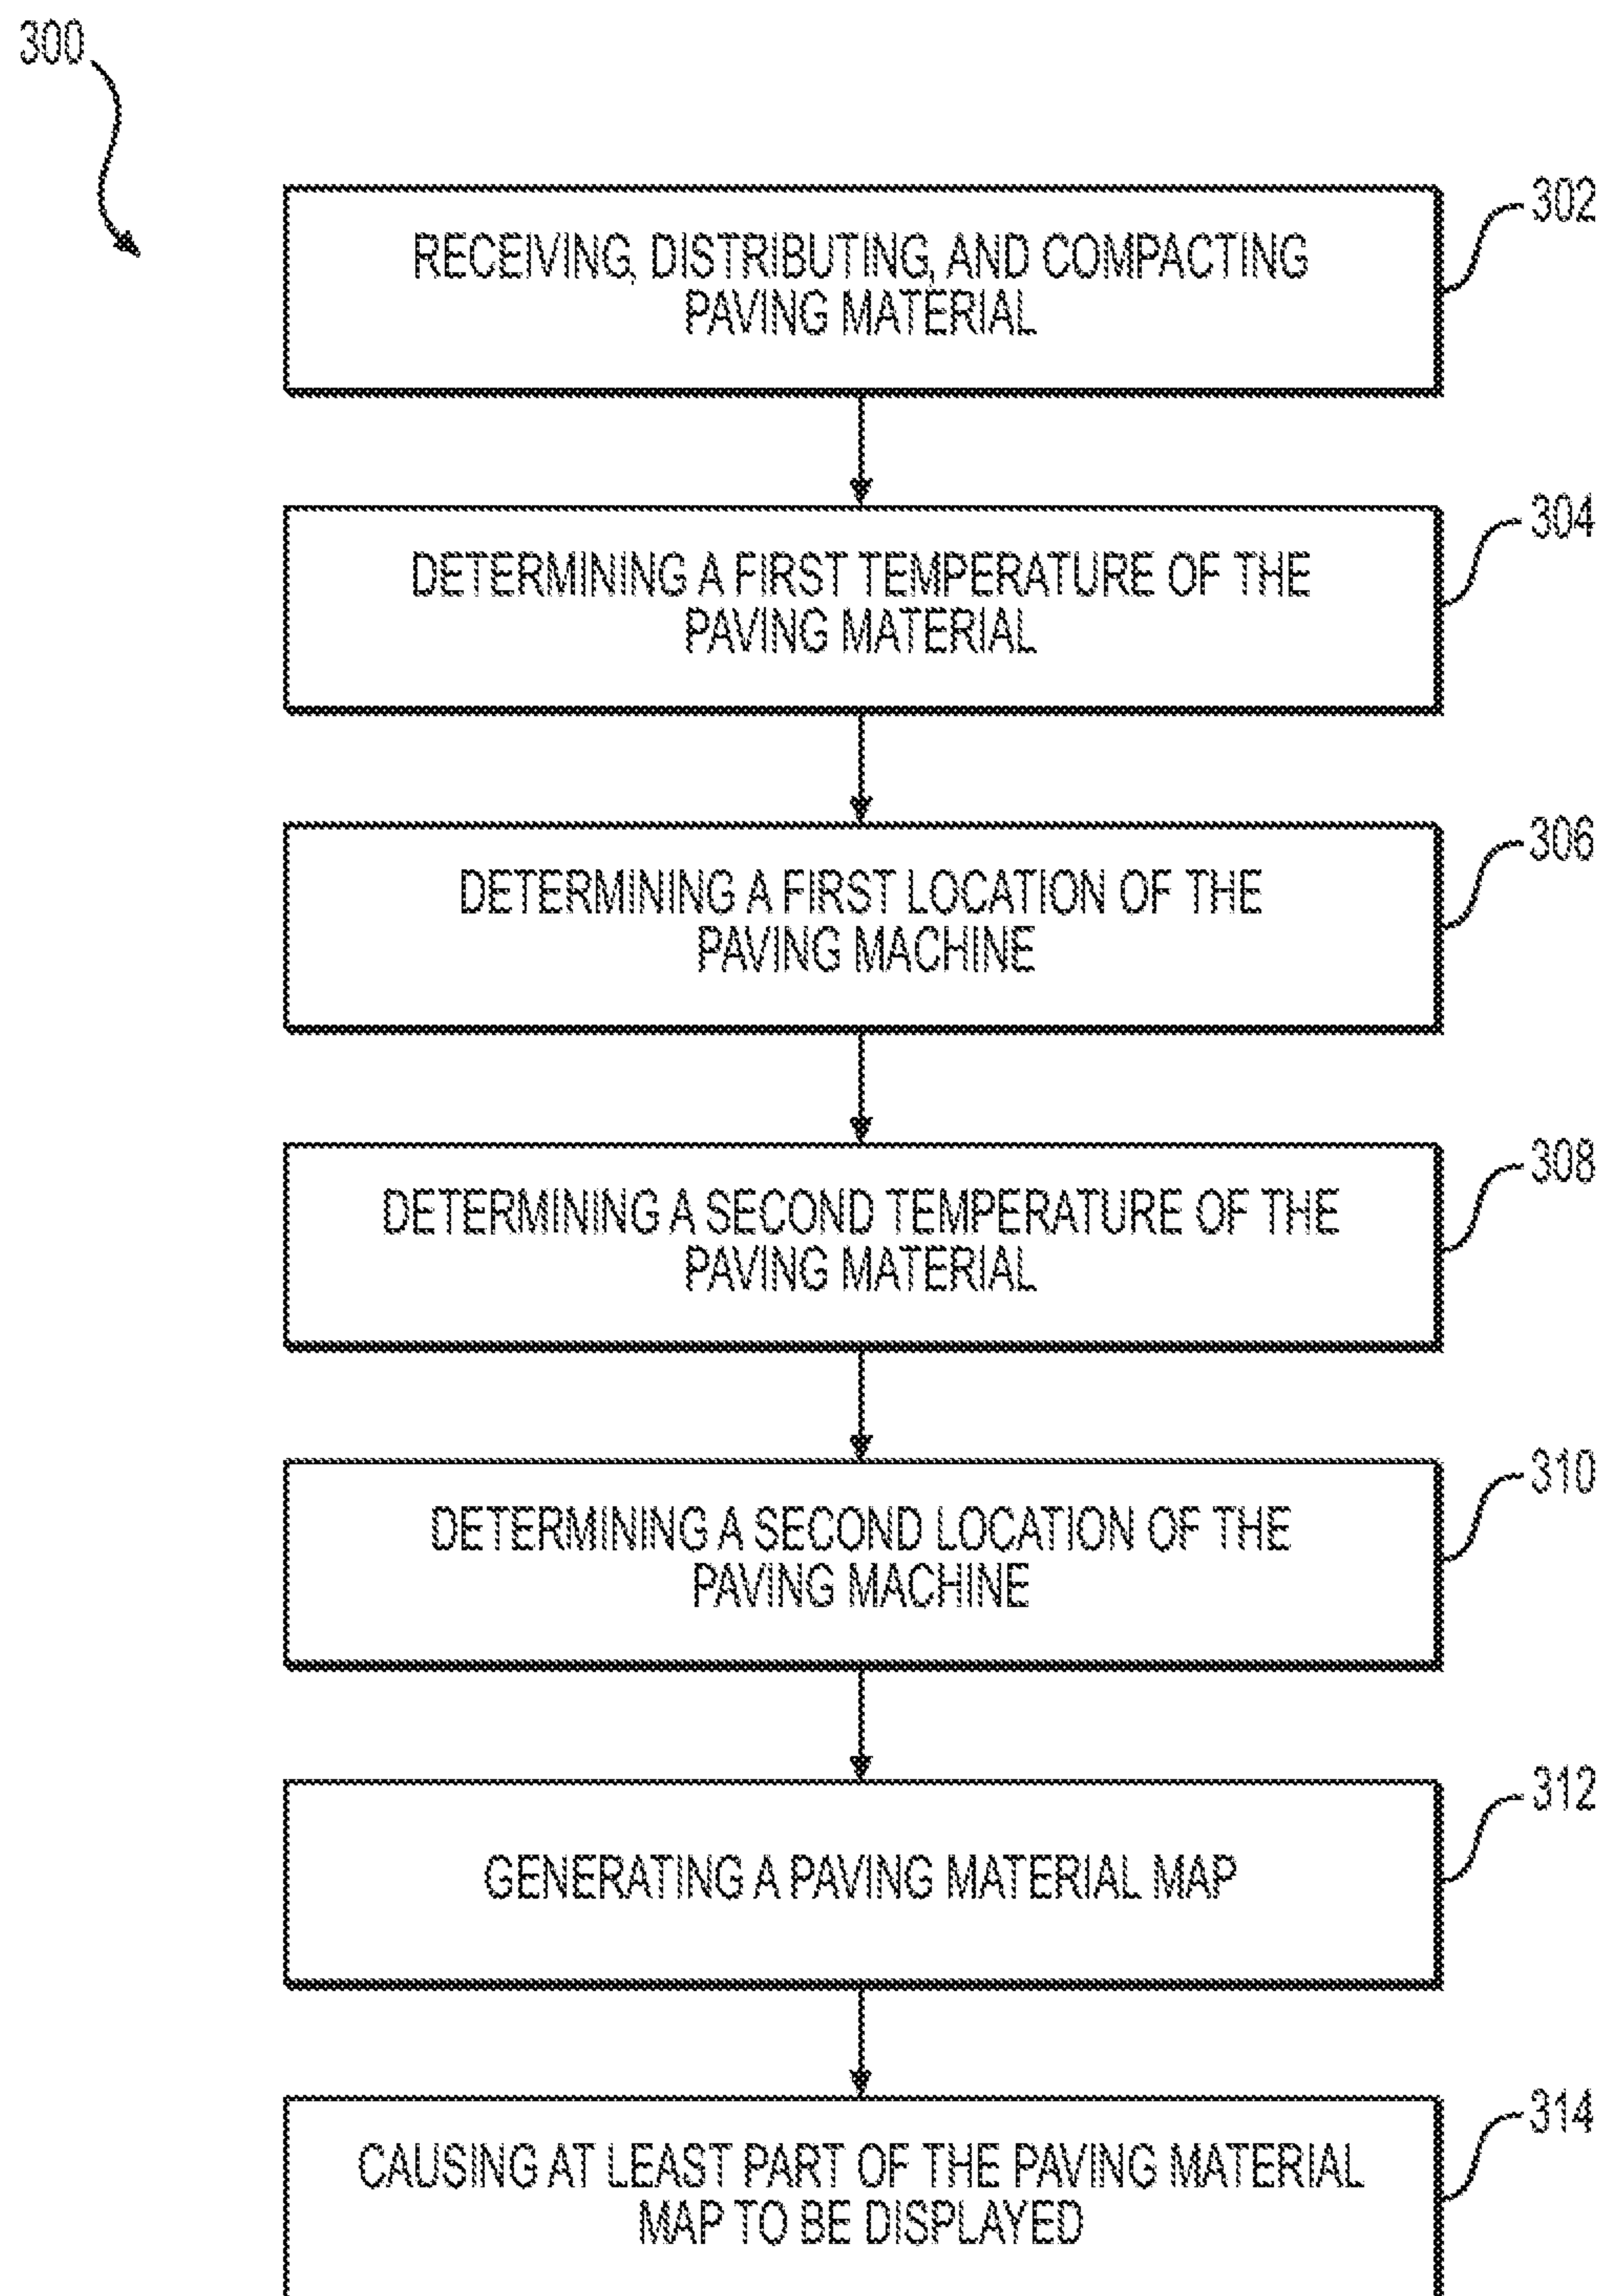 300
RECEIVING, DISTRIBUTING, AND COMPACTING
PAVING MATERIAL
302
DETERMINING A FIRST TEMPERATURE OF THE
PAVING MATERIAL
304
DETERMINING A FIRST LOCATION OF THE
PAVING MACHINE
306
DETERMINING A SECOND TEMPERATURE OF THE
PAVING MATERIAL
308
DETERMINING A SECOND LOCATION OF THE
PAVING MACHINE
310
GENERATING A PAVING MATERIAL MAP
312
CAUSING AT LEAST PART OF THE PAVING MATERIAL
MAP TO BE DISPLAYED
314